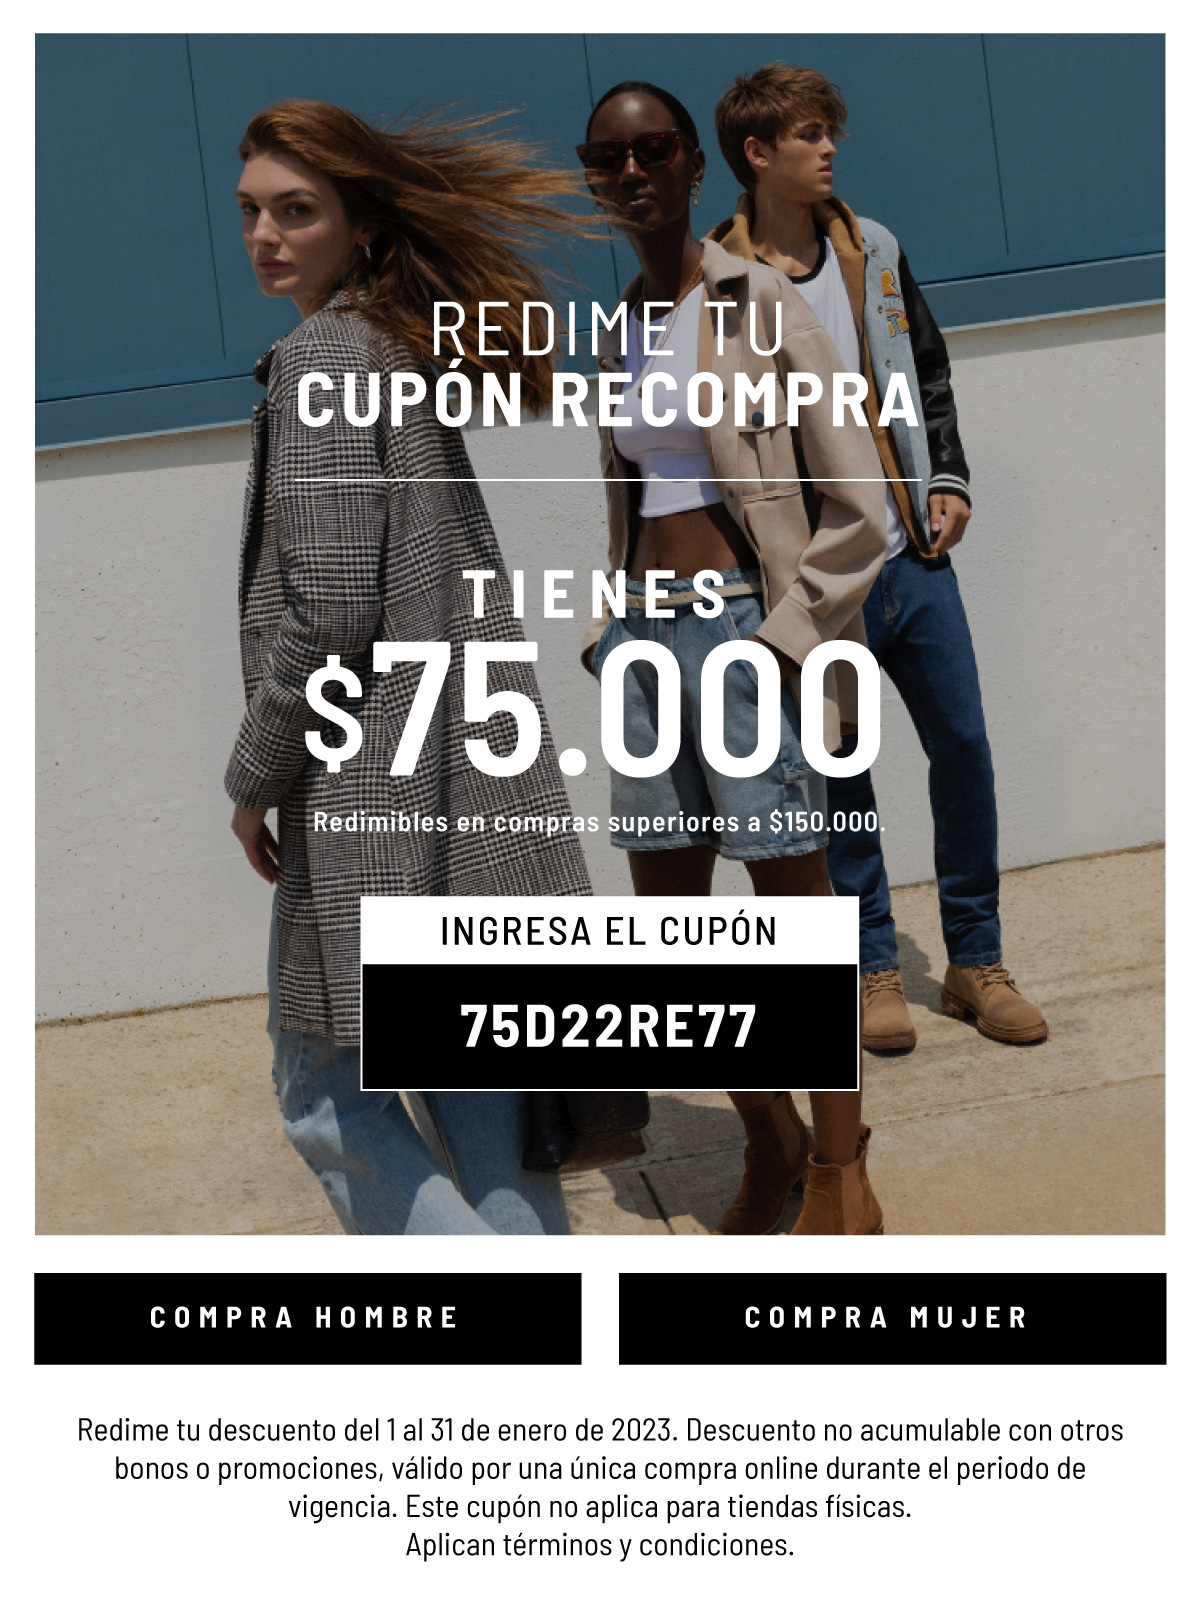 REDIME TU
CUPÓN RECOMPRA
TIENES
$75.000
Redimibles en compras superiores a $150.000.
INGRESA EL CUPÓN
75D22RE77
COMPRA HOMBRE
COMPRA MUJER
Redime tu descuento del 1 al 31 de enero de 2023. Descuento no acumulable con otros
bonos o promociones, válido por una única compra online durante el periodo de
vigencia. Este cupón no aplica para tiendas físicas.
Aplican términos y condiciones.